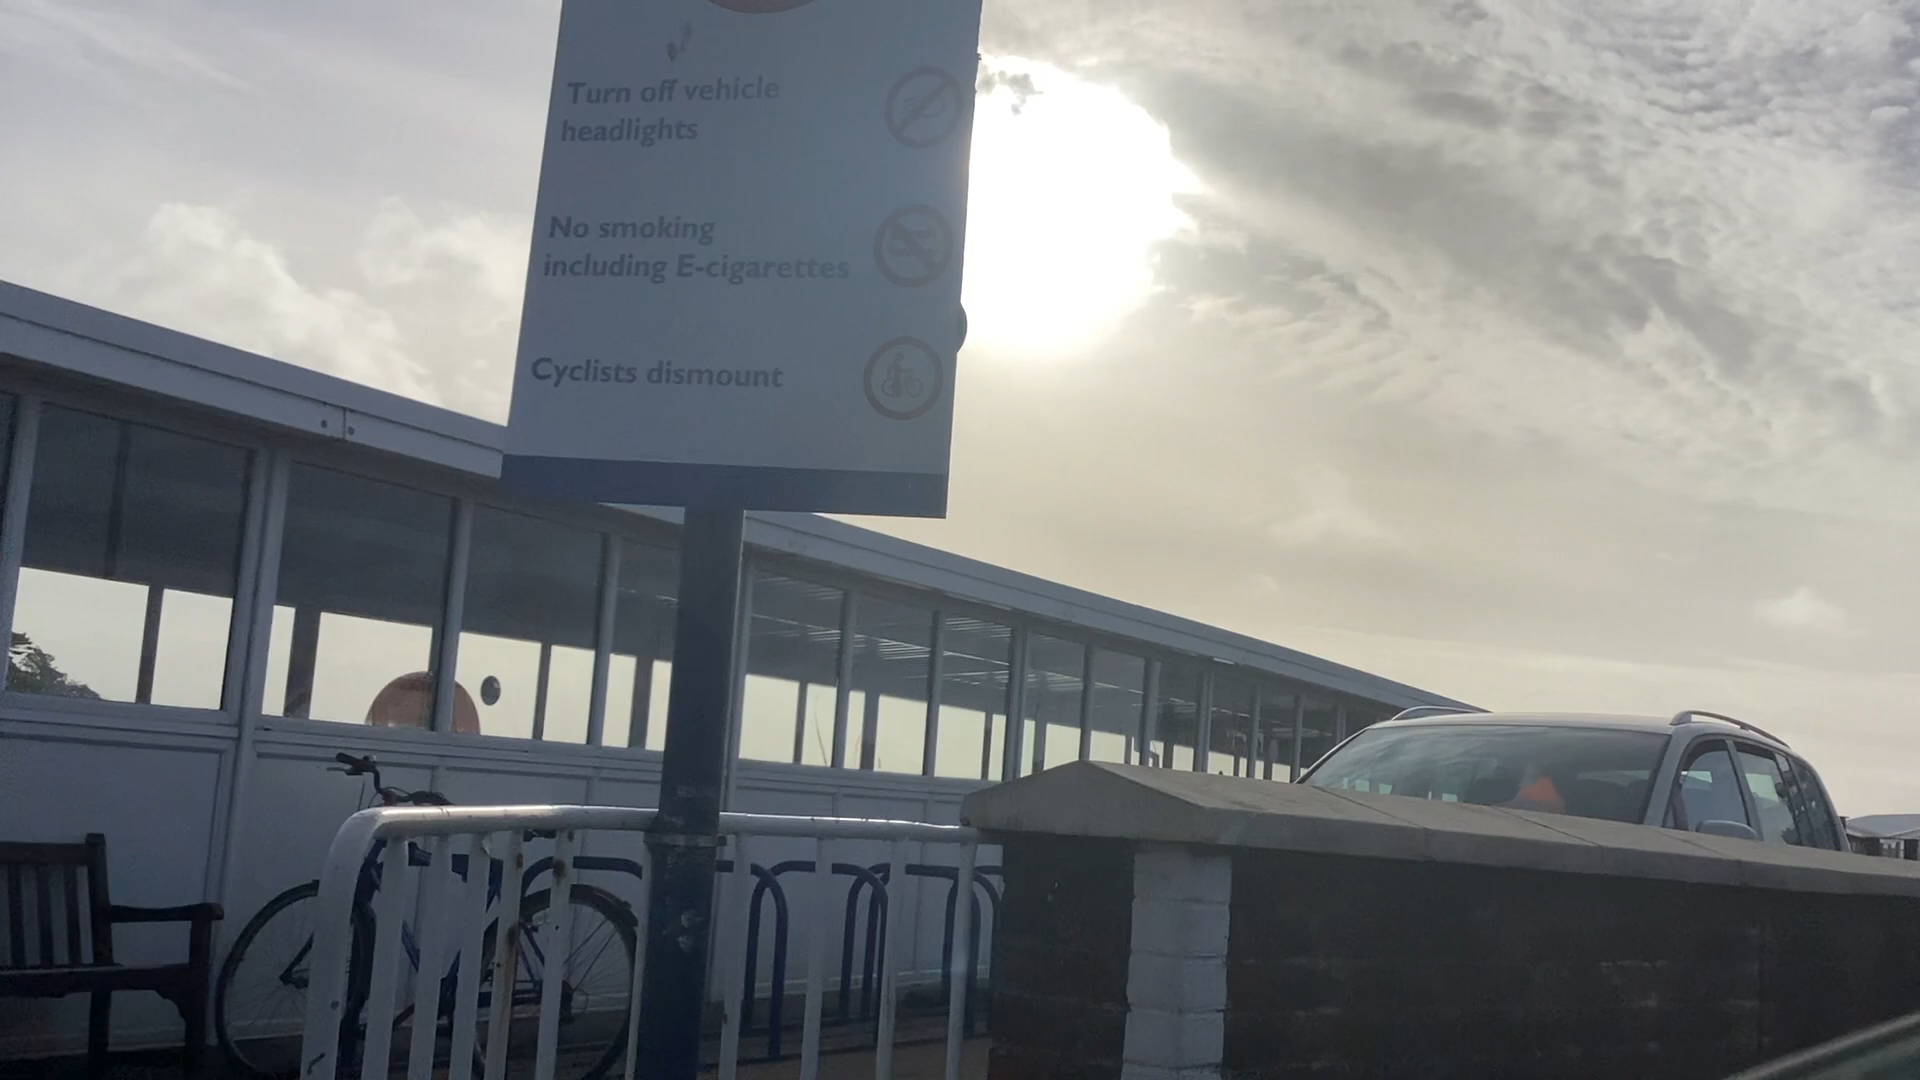 Turn off vehicle
headlights
No smoking
including E-cigarettes
Cyclists dismount